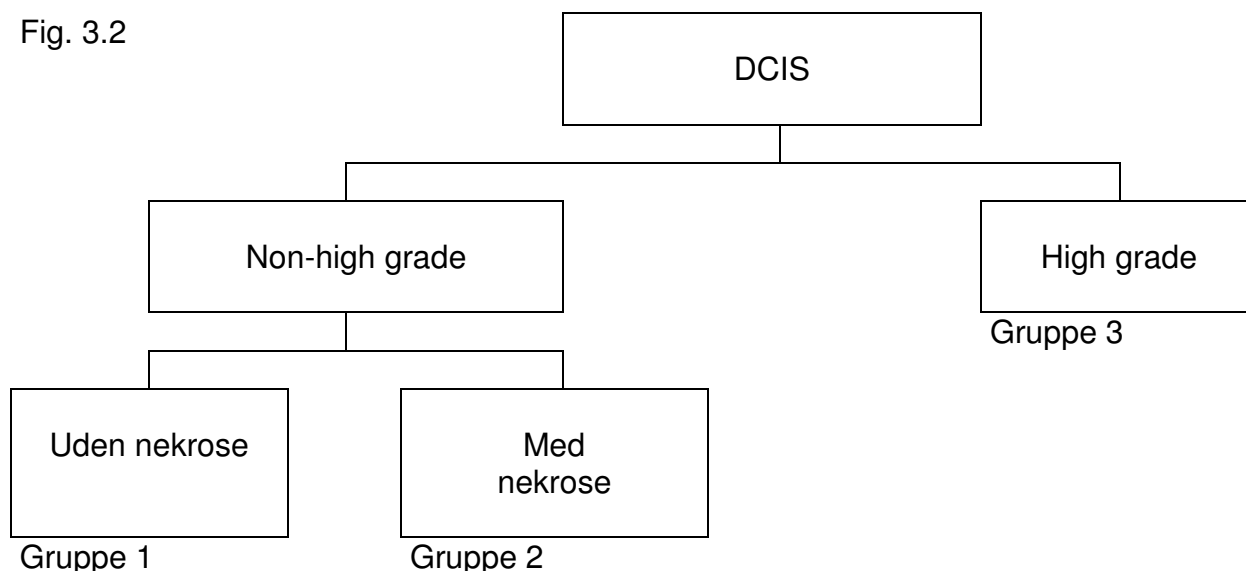 Fig. 3.2
DCIS
Non-high grade
High grade
Gruppe 3
Uden nekrose
Med
nekrose
Gruppe 1
Gruppe 2